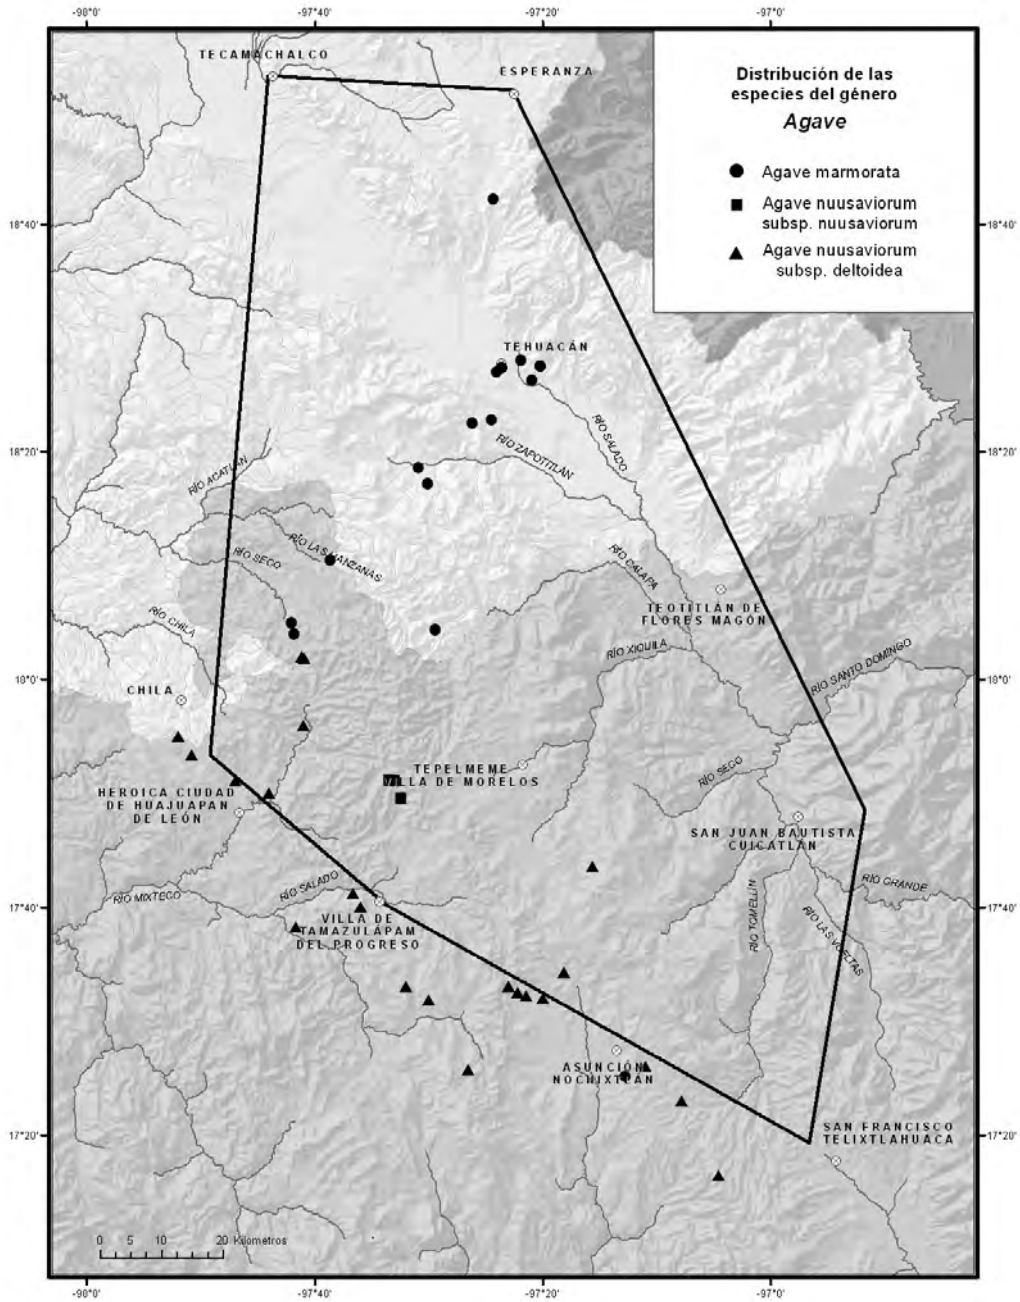 -98°0'
-97°40'
-97°20'
-97°0'
TECAMACHALCO
ESPERANZA
Distribución de las
especies del género
Agave
Agave marmorata
Agave nuusaviorum
subsp. nuusaviorum
Agave nuusaviorum
subsp. deltoidea
18°40'
18°40'
TEHUACÁN
RÍO SALADO
RÍO ZAPOTITLÁN
18°20'
18°20'
RÍO ACATLÁN
RÍO LAS MANZANAS
RÍO SECO
RÍO CALAPA
RÍO CHILA
TEOTITLÁN DE
FLORES MAGÓN
RÍO XIQUILA
RÍO SANTO DOMINGO
18°0'
18°0'
CHILA
TEPELMEME
VILLA DE MORELOS
RÍO SECO
HEROICA CIUDAD
DE HUAJUAPAN
DE LEÓN
SAN JUAN BAUTISTA
CUICATLÁN
RÍO SALADO
RÍO MIXTECO
RÍO GRANDE
17°40'
17°40'
VILLA DE
TAMAZULÁPAM
DEL PROGRESO
RÍO TOMELLÍN
RÍO LAS VUELTAS
ASUNCIÓN
NOCHIXTLÁN
SAN FRANCISCO
TELIXTLAHUACA
17°20'
17°20'
0 5 10 20 Kilometros
-98°0'
-97°40'
-97°20'
-97°0'